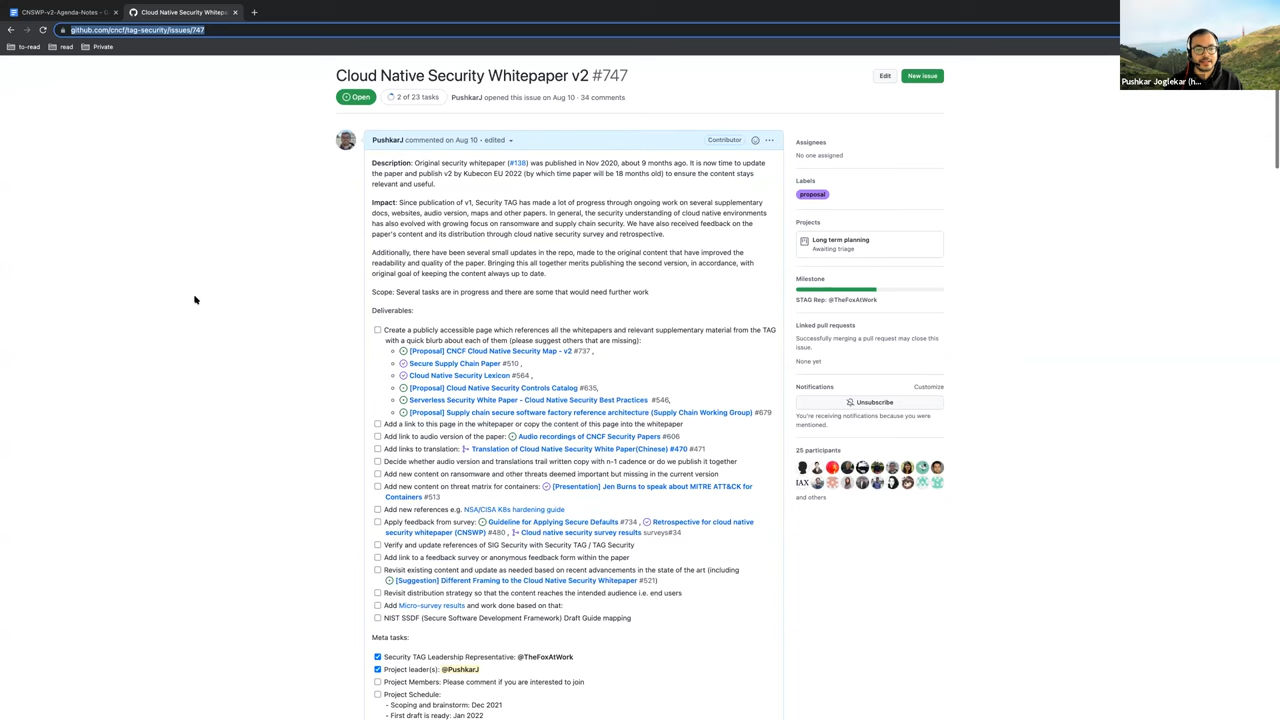 CNSWP-v2-Agenda-Notes - G
Cloud Native Security Whitepa
github.com/cncf/tag-security/issues/747
to-read
read
Private
Pushkar Joglekar (h...
Cloud Native Security Whitepaper v2 #747
Edit
New issue
Open
2 of 23 tasks
PushkarJ opened this issue on Aug 10 · 34 comments
PushkarJ commented on Aug 10 · edited
Contributor
Description: Original security whitepaper (#138) was published in Nov 2020, about 9 months ago. It is now time to update
the paper and publish v2 by Kubecon EU 2022 (by which time paper will be 18 months old) to ensure the content stays
relevant and useful.
Impact: Since publication of v1, Security TAG has made a lot of progress through ongoing work on several supplementary
docs, websites, audio version, maps and other papers. In general, the security understanding of cloud native environments
has also evolved with growing focus on ransomware and supply chain security. We have also received feedback on the
paper's content and its distribution through cloud native security survey and retrospective.
Additionally, there have been several small updates in the repo, made to the original content that have improved the
readability and quality of the paper. Bringing this all together merits publishing the second version, in accordance, with
original goal of keeping the content always up to date.
Scope: Several tasks are in progress and there are some that would need further work
Deliverables:
Create a publicly accessible page which references all the whitepapers and relevant supplementary material from the TAG
with a quick blurb about each of them (please suggest others that are missing):
[Proposal] CNCF Cloud Native Security Map - v2 #737 ,
Secure Supply Chain Paper #510 ,
Cloud Native Security Lexicon #564 ,
[Proposal] Cloud Native Security Controls Catalog #635,
Serverless Security White Paper - Cloud Native Security Best Practices #546,
[Proposal] Supply chain secure software factory reference architecture (Supply Chain Working Group) #679
Add a link to this page in the whitepaper or copy the content of this page into the whitepaper
Add link to audio version of the paper: Audio recordings of CNCF Security Papers #606
Add links to translation: Translation of Cloud Native Security White Paper(Chinese) #470 #471
Decide whether audio version and translations trail written copy with n-1 cadence or do we publish it together
Add new content on ransomware and other threats deemed important but missing in the current version
Add new content on threat matrix for containers: [Presentation] Jen Burns to speak about MITRE ATT&CK for
Containers #513
Add new references e.g. NSA/CISA K8s hardening guide
Apply feedback from survey: Guideline for Applying Secure Defaults #734 , Retrospective for cloud native
security whitepaper (CNSWP) #480 , Cloud native security survey results surveys#34
Verify and update references of SIG Security with Security TAG / TAG Security
Add link to a feedback survey or anonymous feedback form within the paper
Revisit existing content and update as needed based on recent advancements in the state of the art (including
[Suggestion] Different Framing to the Cloud Native Security Whitepaper #521)
Revisit distribution strategy so that the content reaches the intended audience i.e. end users
Add Micro-survey results and work done based on that:
NIST SSDF (Secure Software Development Framework) Draft Guide mapping
Meta tasks:
Security TAG Leadership Representative: @TheFoxAtWork
Project leader(s): @PushkarJ
Project Members: Please comment if you are interested to join
Project Schedule:
- Scoping and brainstorm: Dec 2021
- First draft is ready: Jan 2022
Assignees
No one assigned
Labels
proposal
Projects
Long term planning
Awaiting triage
Milestone
STAG Rep: @TheFoxAtWork
Linked pull requests
Successfully merging a pull request may close this
issue.
None yet
Notifications
Customize
Unsubscribe
You're receiving notifications because you were
mentioned.
25 participants
IAX
and others